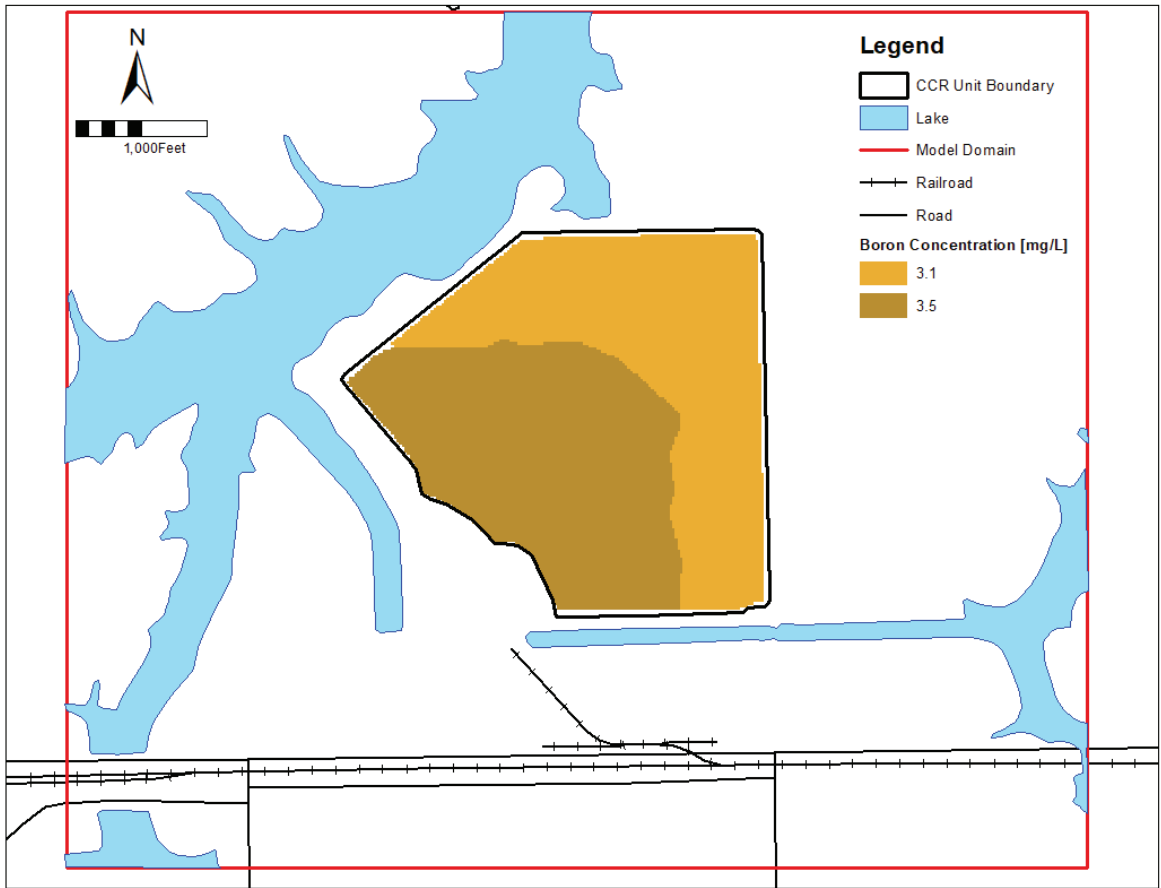 N
1,000Feet
Legend
CCR Unit Boundary
Lake
Model Domain
Railroad
Road
Boron Concentration [mg/L]
3.1
3.5